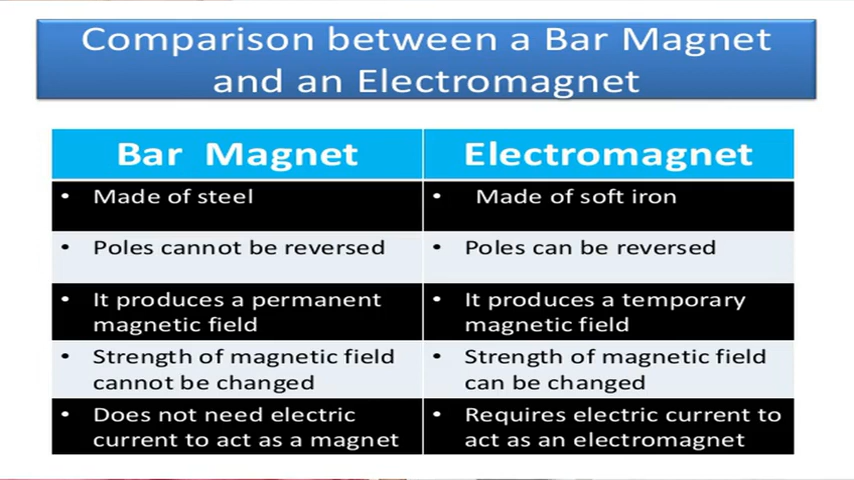 Comparison between a Bar Magnet
and an Electromagnet
Bar Magnet
Electromagnet
• Made of steel
• Made of soft iron
• Poles cannot be reversed
• Poles can be reversed
• It produces a permanent
magnetic field
• It produces a temporary
magnetic field
• Strength of magnetic field
cannot be changed
• Strength of magnetic field
can be changed
• Does not need electric
current to act as a magnet
• Requires electric current to
act as an electromagnet